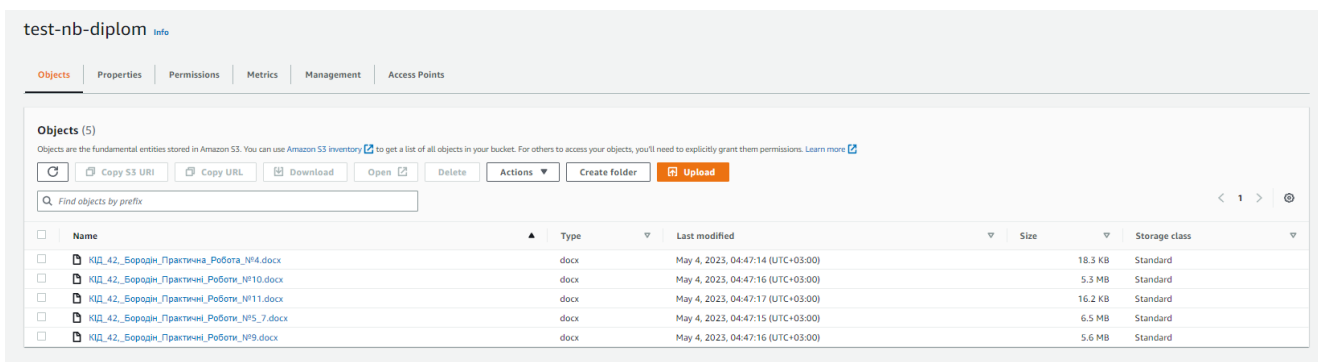 test-nb-diplom Info
Objects Properties Permissions Metrics Management Access Points
Objects (5)
Objects are the fundamental entities stored in Amazon S3. You can use Amazon S3 inventory to get a list of all objects in your bucket. For others to access your objects, you'll need to explicitly grant them permissions. Learn more
Copy S3 URI Copy URL Download Open Delete Actions Create folder Upload
Find objects by prefix 1
Name Type Last modified Size Storage class
КІД_42,_Бородін_Практична_Робота_№4.docx docx May 4, 2023, 04:47:14 (UTC+03:00) 18.3 KB Standard
КІД_42,_Бородін_Практичні_Роботи_№10.docx docx May 4, 2023, 04:47:16 (UTC+03:00) 5.3 MB Standard
КІД_42,_Бородін_Практичні_Роботи_№11.docx docx May 4, 2023, 04:47:17 (UTC+03:00) 16.2 KB Standard
КІД_42,_Бородін_Практичні_Роботи_№5_7.docx docx May 4, 2023, 04:47:15 (UTC+03:00) 6.5 MB Standard
КІД_42,_Бородін_Практичні_Роботи_№9.docx docx May 4, 2023, 04:47:16 (UTC+03:00) 5.6 MB Standard